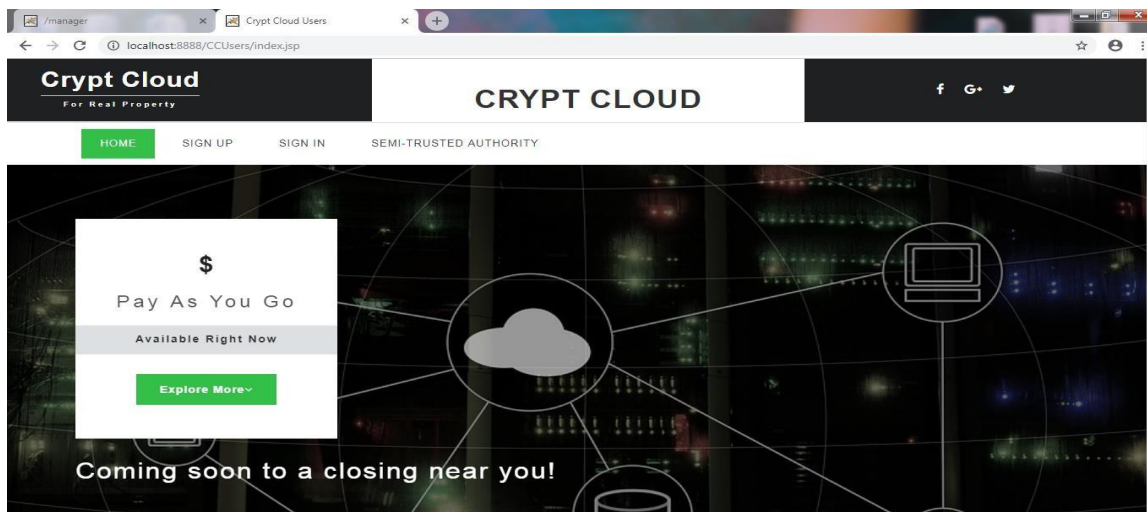 /manager
Crypt Cloud Users
localhost:8888/CCUsers/index.jsp
Crypt Cloud
For Real Property
CRYPT CLOUD
f G+
HOME SIGN UP SIGN IN SEMI-TRUSTED AUTHORITY
$
Pay As You Go
Available Right Now
Explore More
Coming soon to a closing near you!